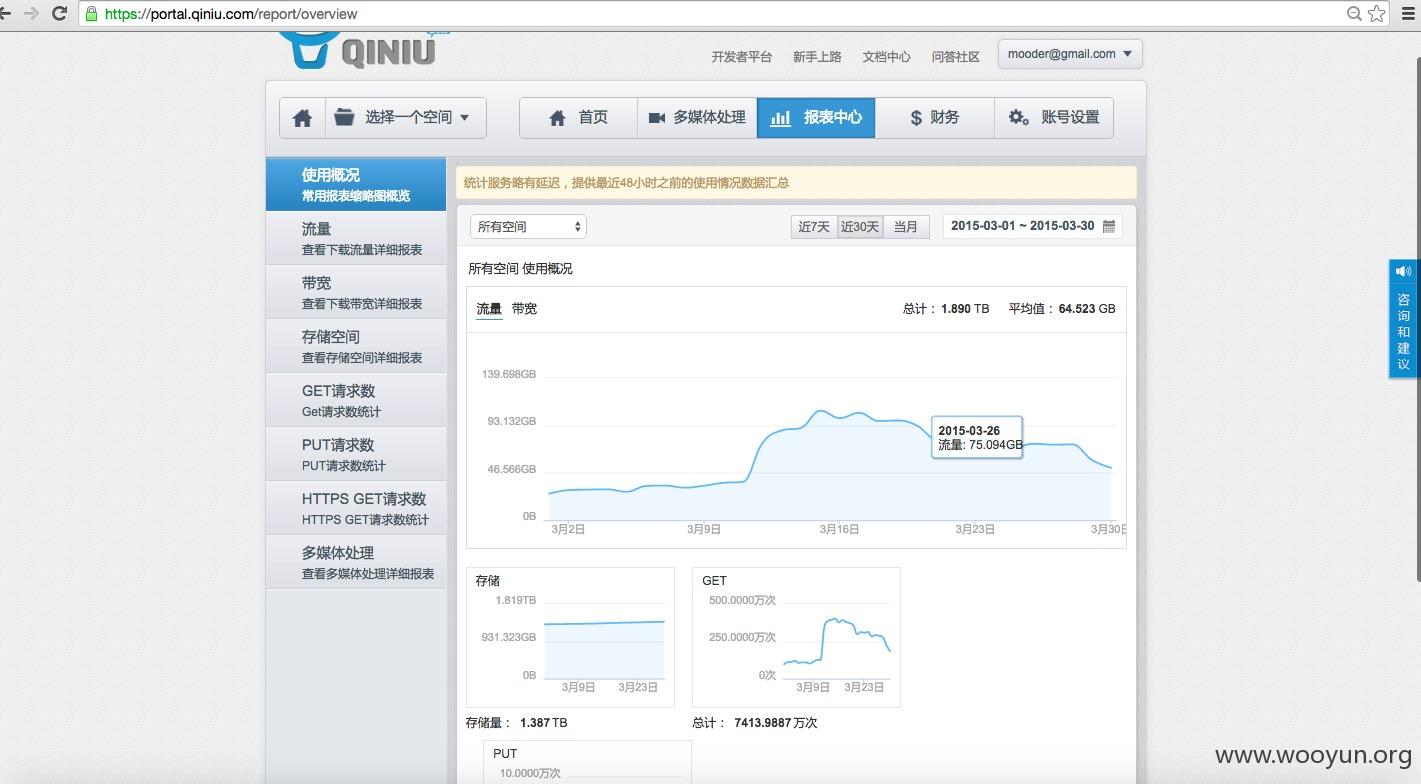 https://portal.qiniu.com/report/overview
QINIU
开发者平台 新手上路 文档中心 问答社区 mooder@gmail.com
选择一个空间 首页 多媒体处理 报表中心 $ 财务 账号设置
使用概况
常用报表缩略图概览
流量
查看下载流量详细报表
带宽
查看下载带宽详细报表
存储空间
查看存储空间详细报表
GET请求数
Get请求数统计
PUT请求数
PUT请求数统计
HTTPS GET请求数
HTTPS GET请求数统计
多媒体处理
查看多媒体处理详细报表
统计服务略有延迟，提供最近48小时之前的使用情况数据汇总
所有空间 近7天 近30天 当月 2015-03-01 ~ 2015-03-30
所有空间 使用概况
流量 带宽 总计：1.890 TB 平均值：64.523 GB
139.698GB
93.132GB
46.566GB
0B
2015-03-26
流量: 75.094GB
3月2日 3月9日 3月16日 3月23日 3月30日
存储
1.819TB
931.323GB
0B
3月9日 3月23日
存储量：1.387 TB
GET
500.0000万次
250.0000万次
0次
3月9日 3月23日
总计：7413.9887万次
PUT
10.0000万次
咨询和建议
www.wooyun.org